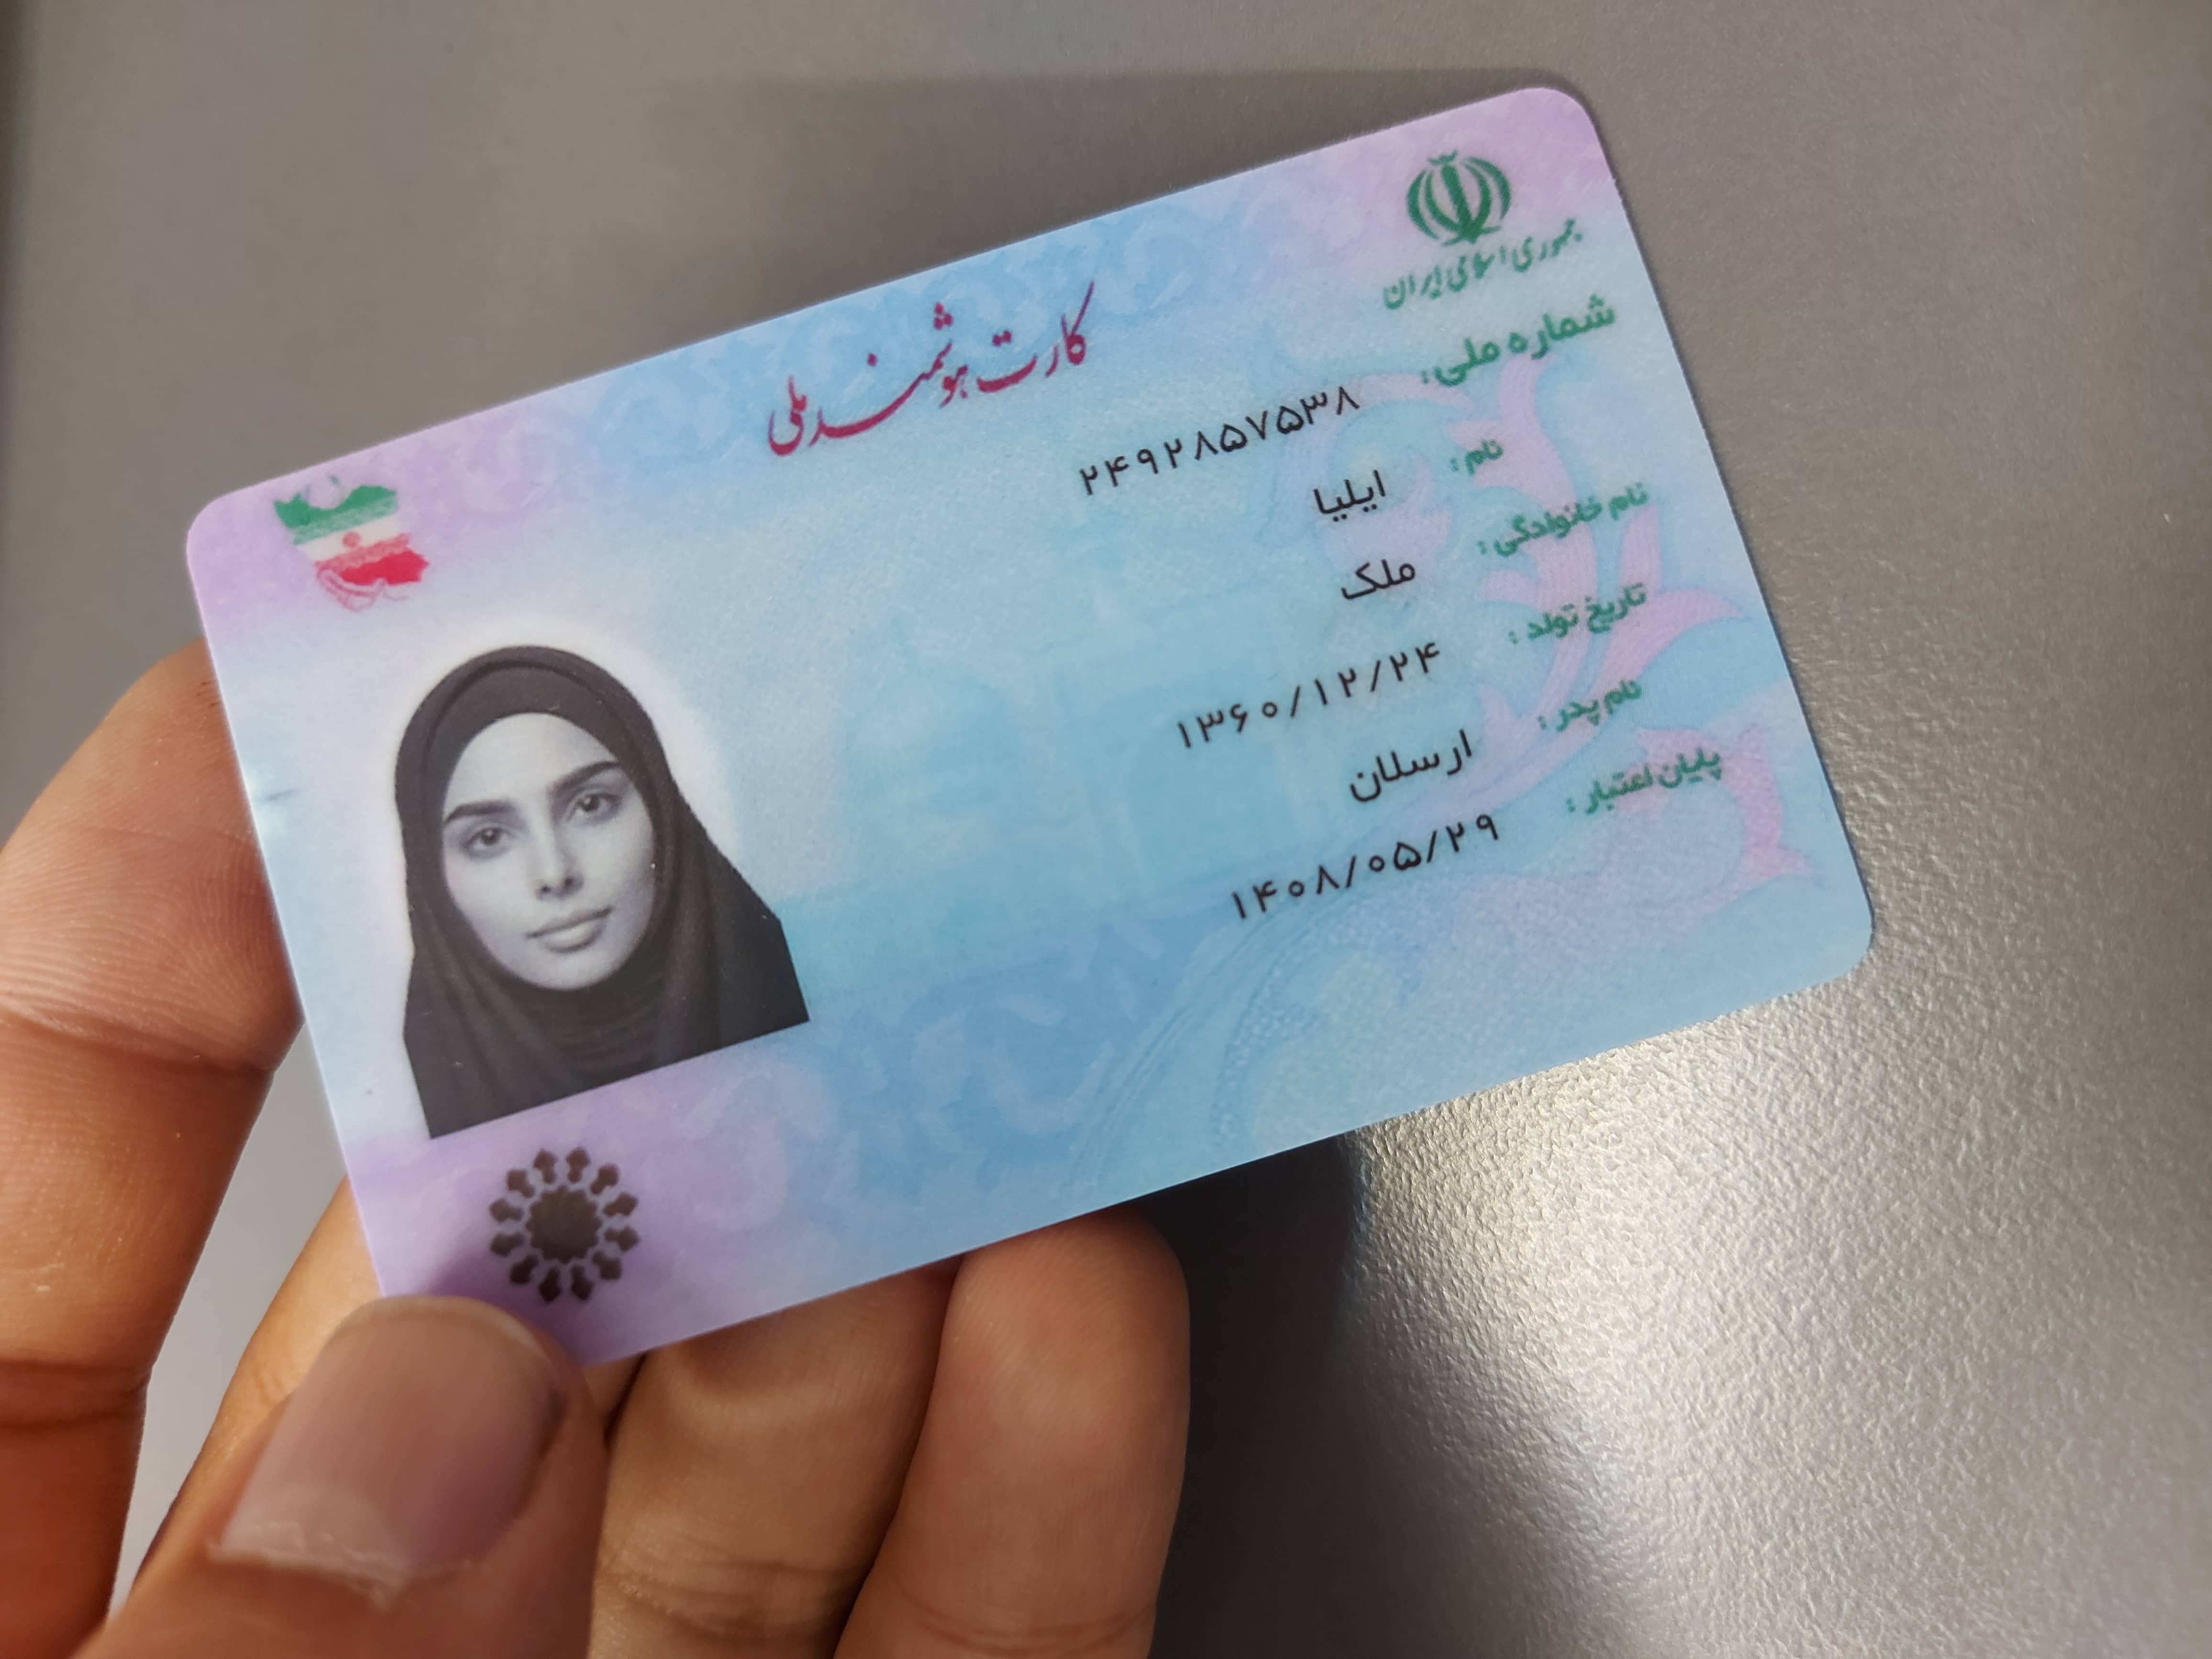 جمهوری اسلامی ایران
کارت هوشمند ملی
شماره ملی: ۲۴۹۲۸۵۷۵۳۸
نام: ایلیا
نام خانوادگی: ملک
تاریخ تولد: ۱۳۶۰/۱۲/۲۴
نام پدر: ارسلان
پایان اعتبار: ۱۴۰۸/۰۵/۲۹